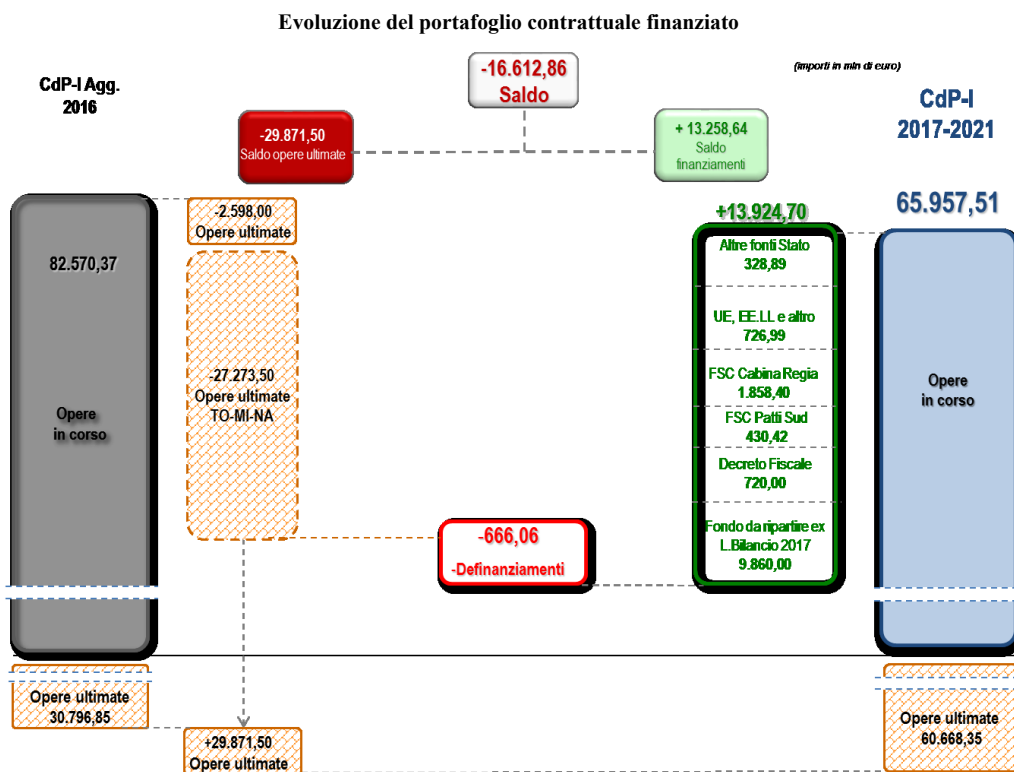 Evoluzione del portafoglio contrattuale finanziato
(importi in mln di euro)
CdP-I Agg.
2016
-16.612,86
Saldo
CdP-I
2017-2021
-29.871,50
Saldo opere ultimate
+ 13.258,64
Saldo
finanziamenti
82.570,37
Opere
in corso
-2.598,00
Opere ultimate
-27.273,50
Opere ultimate
TO-MI-NA
-666,06
-Definanziamenti
+13.924,70
Altre fonti Stato
328,89
UE, EE.LL e altro
726,99
FSC Cabina Regia
1.858,40
FSC Patti Sud
430,42
Decreto Fiscale
720,00
Fondo da ripartire ex
L.Bilancio 2017
9.860,00
65.957,51
Opere
in corso
Opere ultimate
30.796,85
+29.871,50
Opere ultimate
Opere ultimate
60.668,35